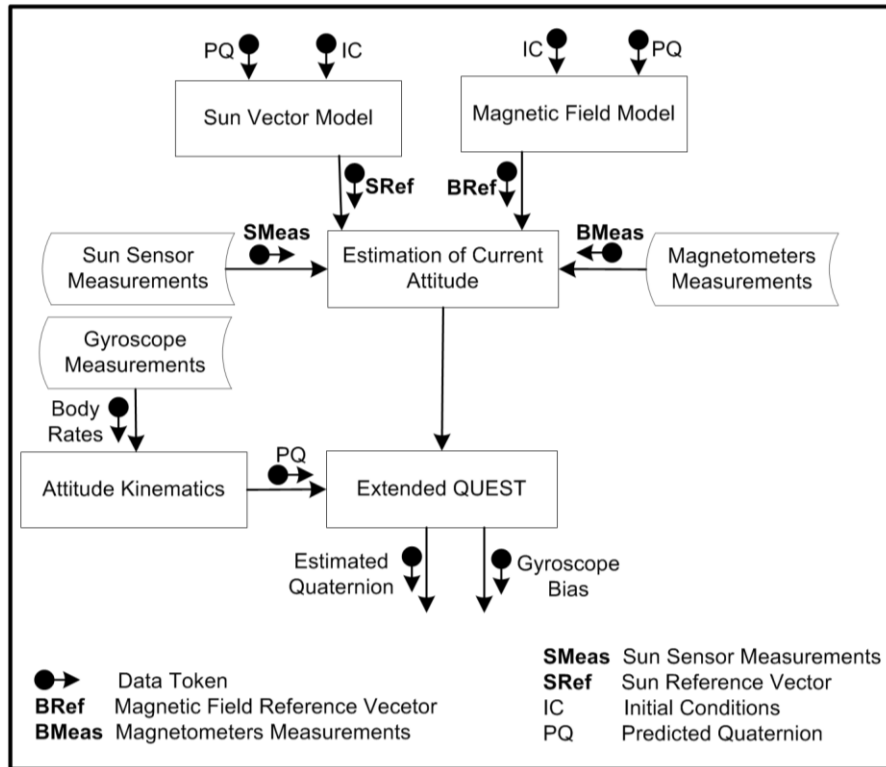 PQ
IC
IC
PQ
Sun Vector Model
Magnetic Field Model
SRef
BRef
SMeas
BMeas
Sun Sensor
Measurements
Estimation of Current
Attitude
Magnetometers
Measurements
Gyroscope
Measurements
Body
Rates
PQ
Attitude Kinematics
Extended QUEST
Estimated
Quaternion
Gyroscope
Bias
Data Token
BRef Magnetic Field Reference Vecetor
BMeas Magnetometers Measurements
SMeas Sun Sensor Measurements
SRef Sun Reference Vector
IC Initial Conditions
PQ Predicted Quaternion